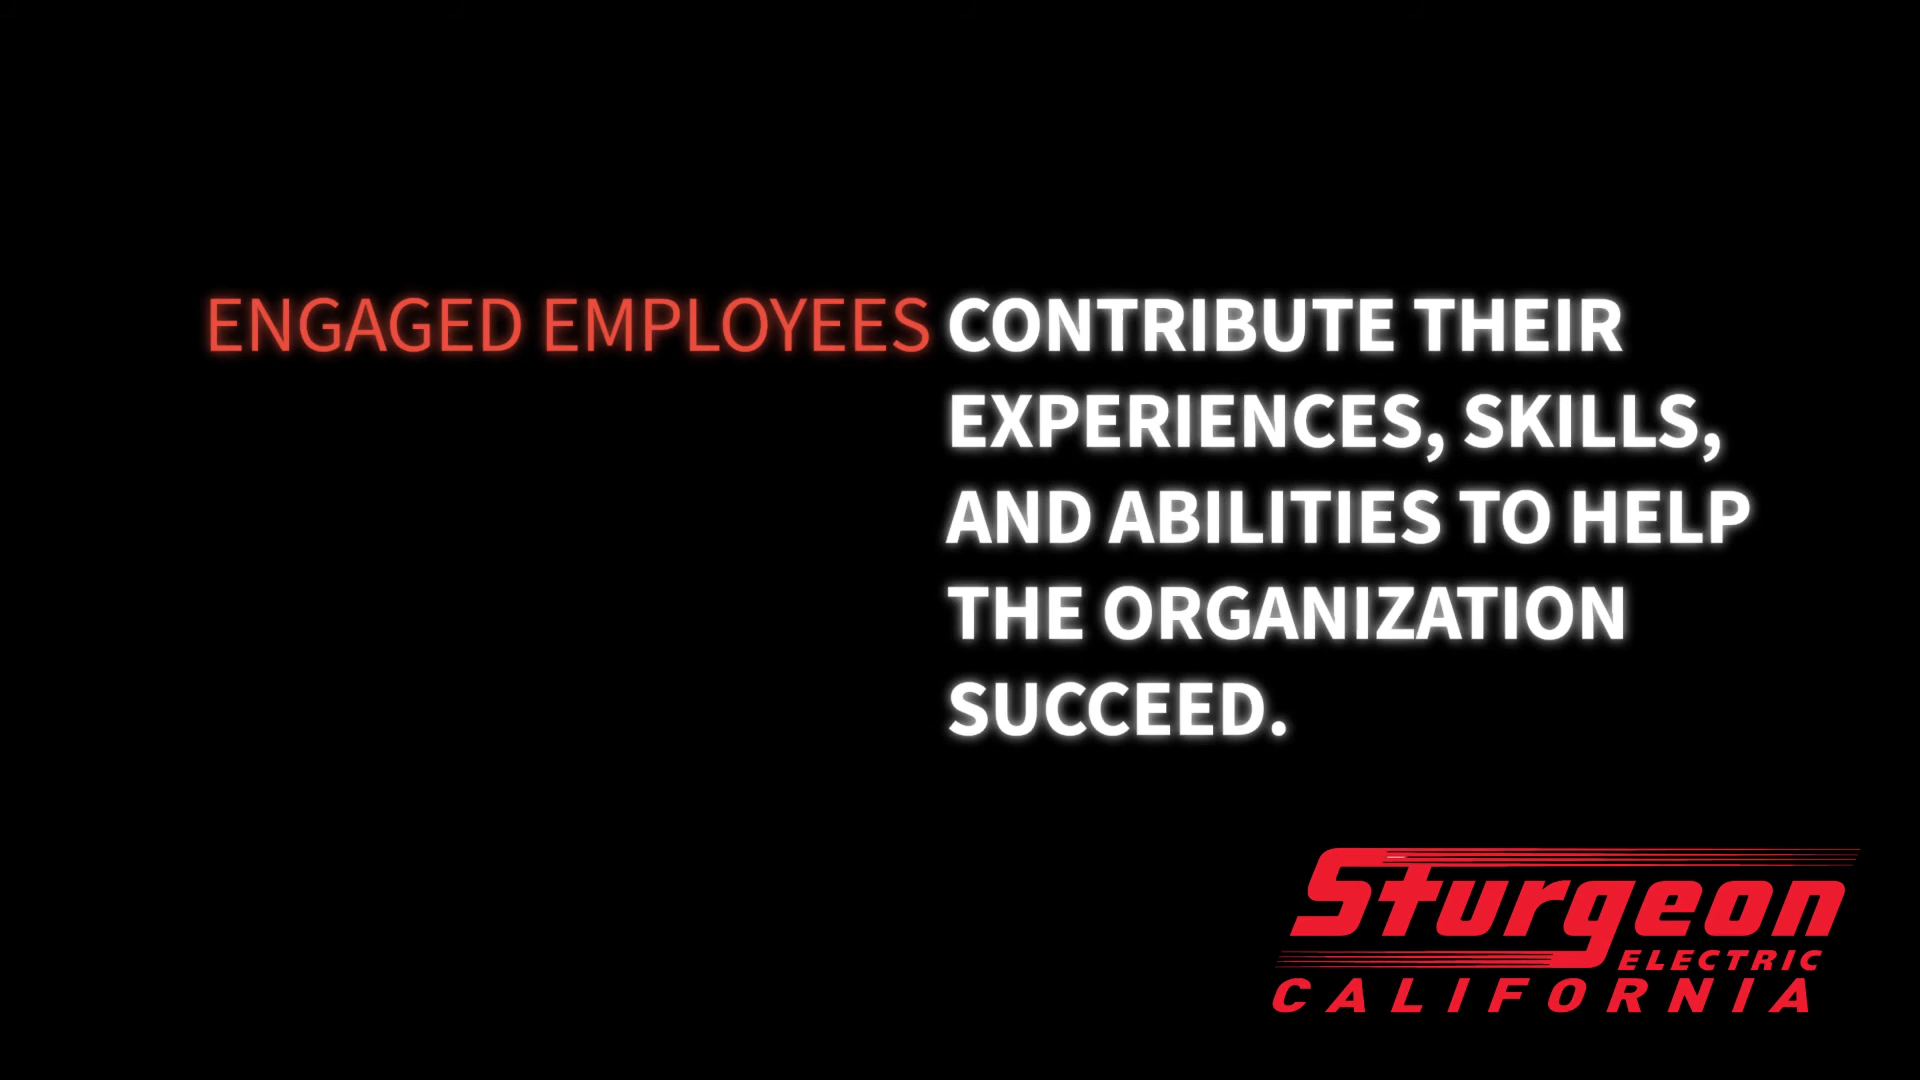 ENGAGED EMPLOYEES CONTRIBUTE THEIR
EXPERIENCES, SKILLS,
AND ABILITIES TO HELP
THE ORGANIZATION
SUCCEED.
Sturgeon
ELECTRIC
CALIFORNIA